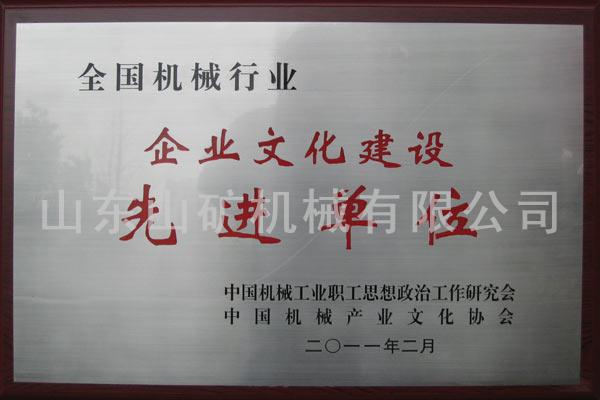 全国机械行业
企业文化建设
先进单位
山东山矿机械有限公司
中国机械工业职工思想政治工作研究会
中国机械产业文化协会
二〇一一年二月